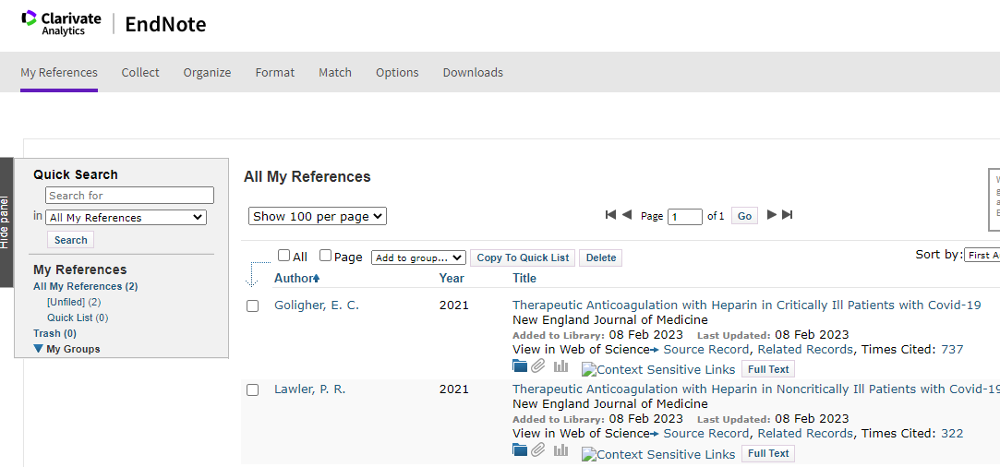 Clarivate
Analytics
EndNote
My References Collect Organize Format Match Options Downloads
Hide panel
Quick Search
Search for
in All My References
Search
My References
All My References (2)
[Unfiled] (2)
Quick List (0)
Trash (0)
My Groups
All My References
Show 100 per page
Page 1 of 1 Go
All Page Add to group... Copy To Quick List Delete
Sort by: First A
Author Year Title
Goligher, E. C. 2021 Therapeutic Anticoagulation with Heparin in Critically Ill Patients with Covid-19
New England Journal of Medicine
Added to Library: 08 Feb 2023 Last Updated: 08 Feb 2023
View in Web of Science Source Record, Related Records, Times Cited: 737
Context Sensitive Links Full Text
Lawler, P. R. 2021 Therapeutic Anticoagulation with Heparin in Noncritically Ill Patients with Covid-19
New England Journal of Medicine
Added to Library: 08 Feb 2023 Last Updated: 08 Feb 2023
View in Web of Science Source Record, Related Records, Times Cited: 322
Context Sensitive Links Full Text